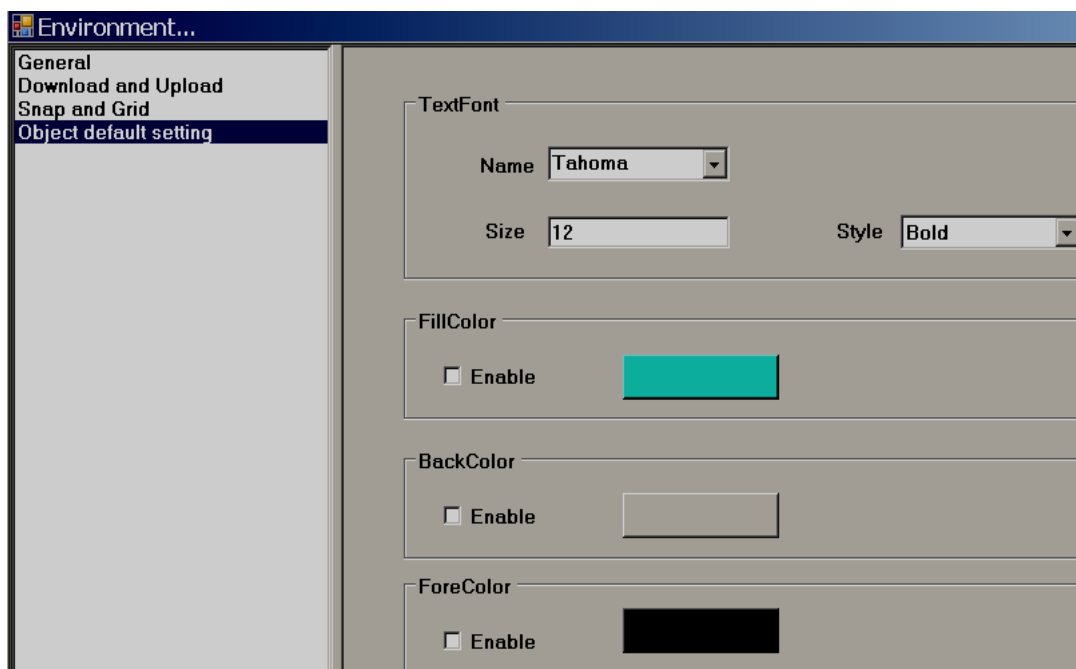 Environment...
General
Download and Upload
Snap and Grid
Object default setting
TextFont
Name Tahoma
Size 12 Style Bold
FillColor
Enable
BackColor
Enable
ForeColor
Enable